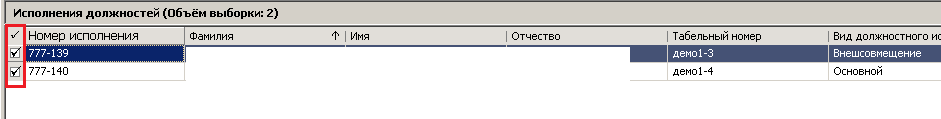 Исполнения должностей (Объём выборки: 2)
Номер исполнения Фамилия Имя Отчество Табельный номер Вид должностного ис
777-139 демо1-3 Внешсовмещение
777-140 демо1-4 Основной